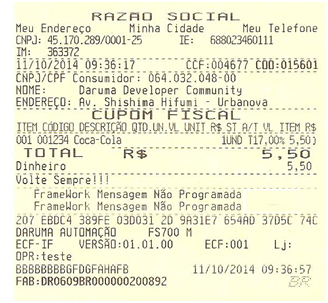 RAZAO SOCIAL
Meu Endereço Minha Cidade Meu Telefone
CNPJ: 45.170.289/0001-25 IE: 688023460111
IM: 363372
11/10/2014 09:36:17 CCF:004677 COO:015601
CNPJ/CPF Consumidor: 064.032.048-00
NOME: Daruma Developer Community
ENDEREÇO: Av. Shishima Hifumi - Urbanova
CUPOM FISCAL
ITEM CÓDIGO DESCRIÇÃO QTD.UN.VL UNIT R$ ST A/T VL ITEM R$
001 001234 Coca-Cola 1UND T17,00% 5,50
TOTAL R$ 5,50
Dinheiro 5,50
Volte Sempre!!!
FrameWork Mensagem Não Programada
FrameWork Mensagem Não Programada
207 EBDC4 389FE 03D031 2D 9A31E7 654AD 37D5C 74C
DARUMA AUTOMAÇÃO FS700 M
ECF-IF VERSÃO:01.01.00 ECF:001 Lj:
OPR:teste
BBBBBBBBGFDGFAHAFB 11/10/2014 09:36:57
FAB:DR0609BR000000200892 BR